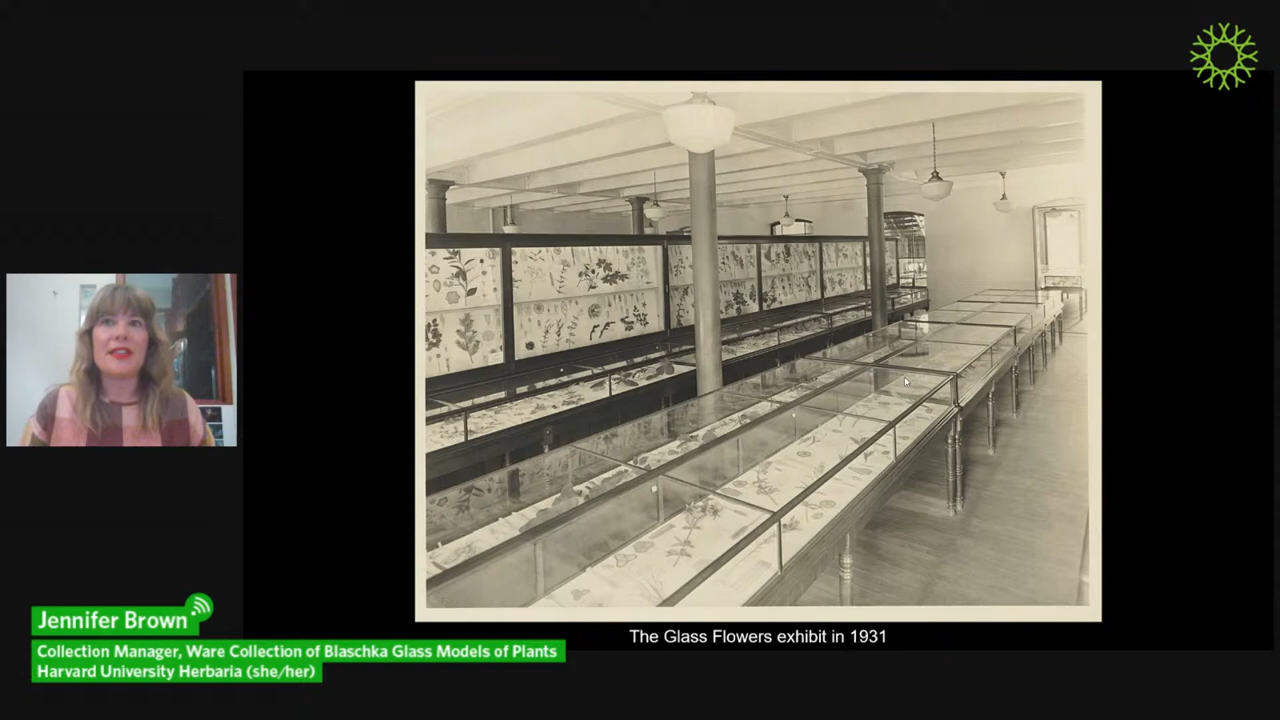 The Glass Flowers exhibit in 1931
Jennifer Brown
Collection Manager, Ware Collection of Blaschka Glass Models of Plants
Harvard University Herbaria (she/her)